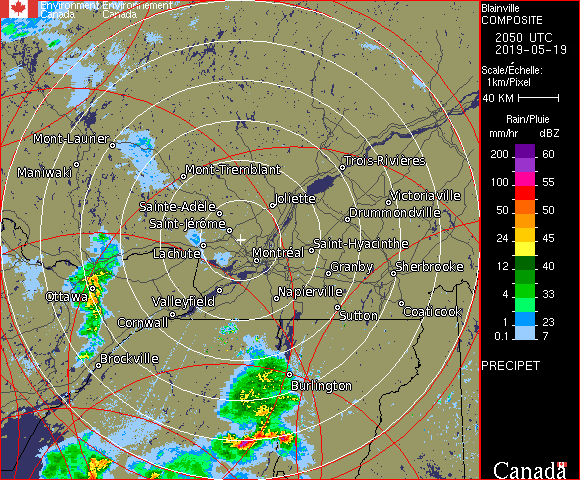 Environment Environnement
Canada Canada
Mont-Laurier
Maniwaki
Mont-Tremblant
Trois-Rivières
Sainte-Adèle
Joliette
Victoriaville
Drummondville
Saint-Jérôme
Lachute
Montréal
Saint-Hyacinthe
Granby
Sherbrooke
Ottawa
Valleyfield
Napierville
Cornwall
Sutton
Coaticook
Brockville
Burlington
Blainville
COMPOSITE
2050 UTC
2019-05-19
Scale/Échelle:
1km/Pixel
40 KM
Rain/Pluie
mm/hr dBZ
200 60
100 55
50 50
24 45
12 40
4 33
1 23
0.1 7
PRECIPET
Canada